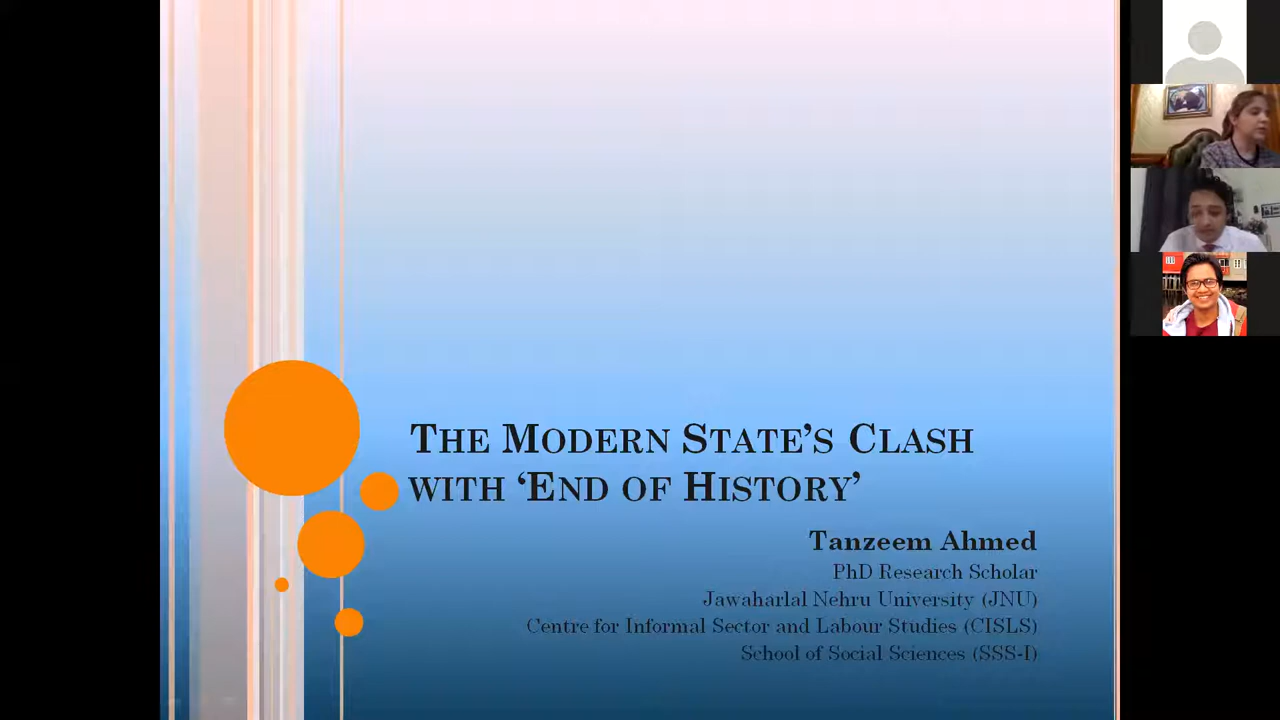 The Modern State’s Clash
with ‘End of History’
Tanzeem Ahmed
PhD Research Scholar
Jawaharlal Nehru University (JNU)
Centre for Informal Sector and Labour Studies (CISLS)
School of Social Sciences (SSS-I)